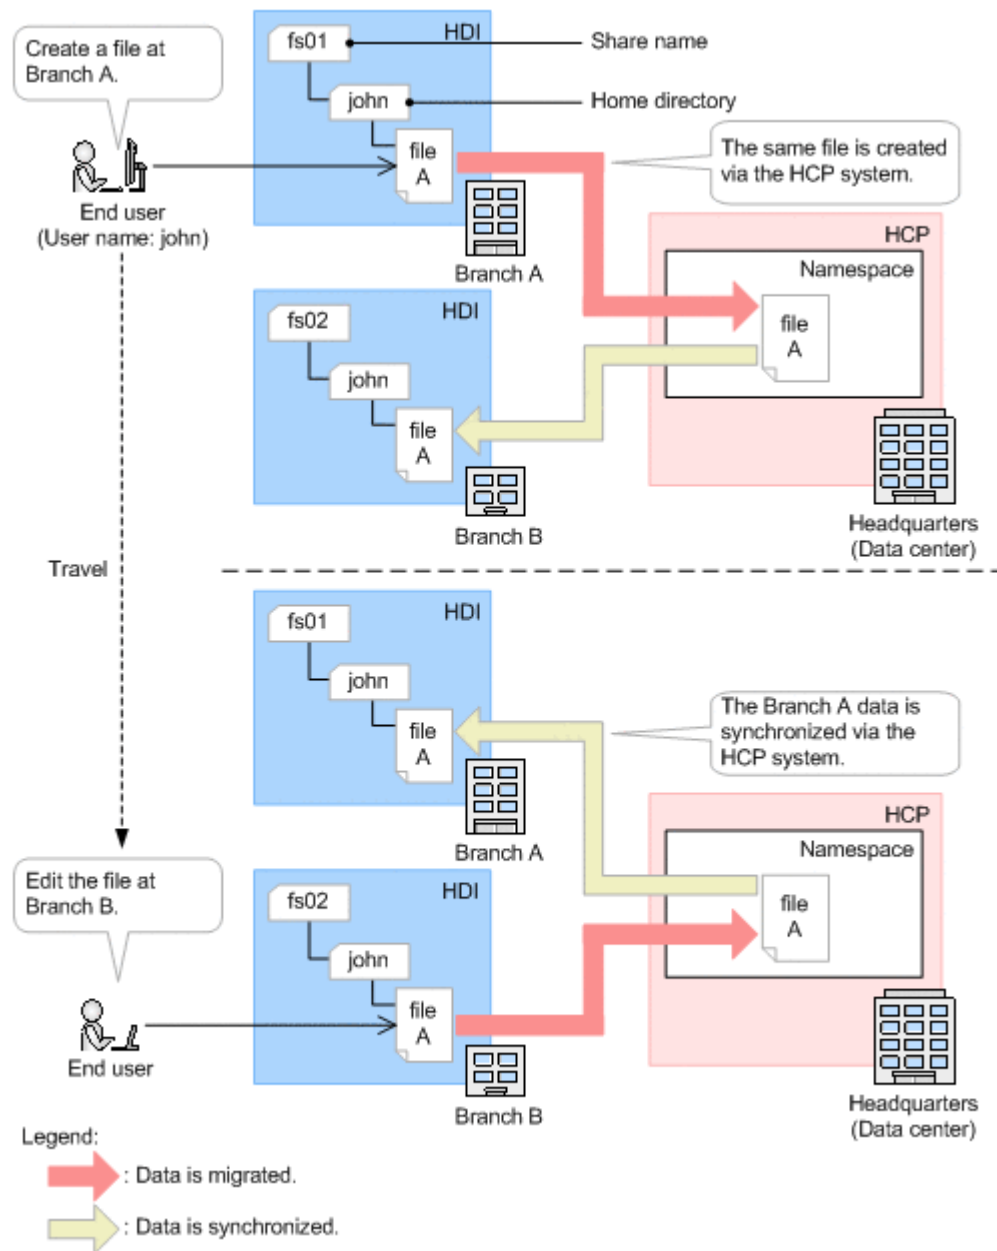 Create a file at
Branch A.
HDI
fs01
Share name
john
Home directory
file
A
The same file is created
via the HCP system.
End user
(User name: john)
Branch A
HCP
Namespace
file
A
HDI
fs02
john
file
A
Branch B
Headquarters
(Data center)
Travel
HDI
fs01
john
file
A
The Branch A data is
synchronized via the
HCP system.
Branch A
HCP
Namespace
file
A
Edit the file at
Branch B.
HDI
fs02
john
file
A
End user
Branch B
Headquarters
(Data center)
Legend:
: Data is migrated.
: Data is synchronized.